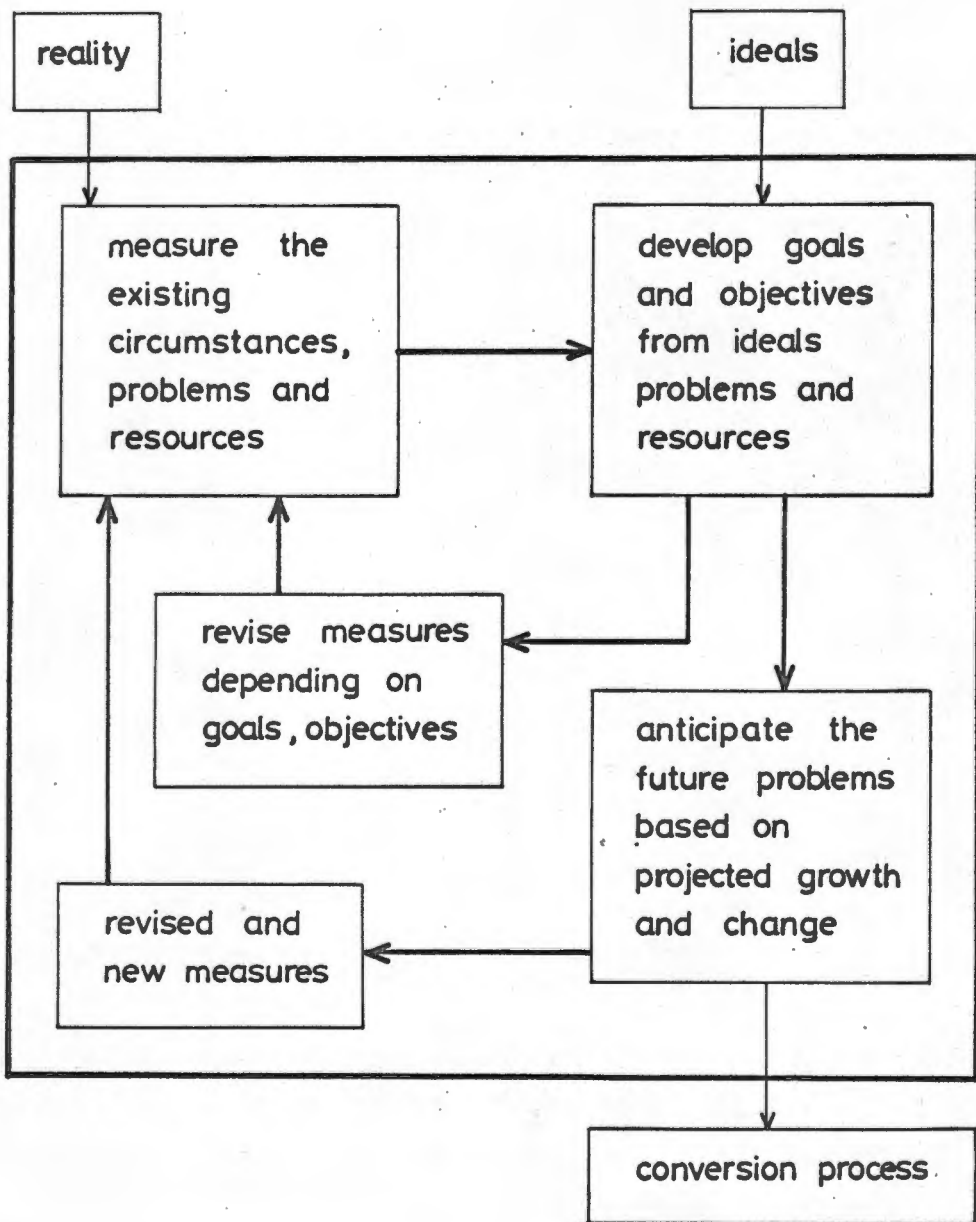 reality
ideals
measure the
existing
circumstances,
problems and
resources
develop goals
and objectives
from ideals
problems and
resources
revise measures
depending on
goals, objectives
anticipate the
future problems
based on
projected growth
and change
revised and
new measures
conversion process